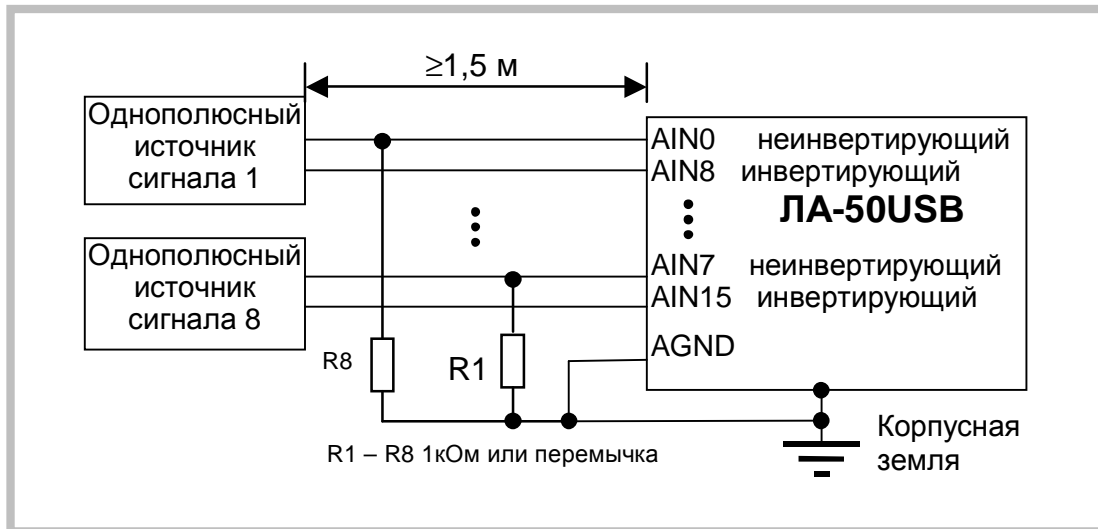 ≥1,5 м
Однополюсный
источник
сигнала 1
AIN0 неинвертирующий
AIN8 инвертирующий
ЛА-50USB
Однополюсный
источник
сигнала 8
AIN7 неинвертирующий
AIN15 инвертирующий
AGND
R8
R1
R1 – R8 1кОм или перемычка
Корпусная
земля